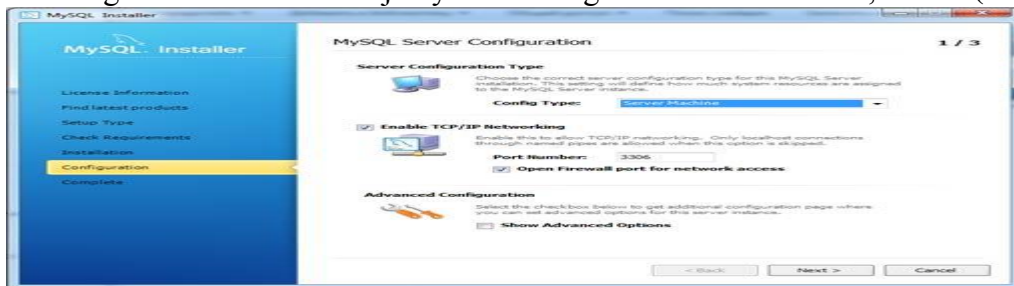 MySQL Installer
MySQL. Installer
MySQL Server Configuration
1 / 3
License Information
Find latest products
Setup Type
Check Requirements
Installation
Configuration
Complete
Server Configuration Type
Choose the correct server configuration type for this MySQL Server
installation. This setting will define how much system resources are assigned
to the MySQL Server instance.
Config Type: Server Machine
Enable TCP/IP Networking
Enable this to allow TCP/IP networking. Only localhost connections
through named pipes are allowed when this option is skipped.
Port Number: 3306
Open Firewall port for network access
Advanced Configuration
Select the checkbox below to get additional configuration page where
you can set advanced options for this server instance.
Show Advanced Options
< Back
Next >
Cancel